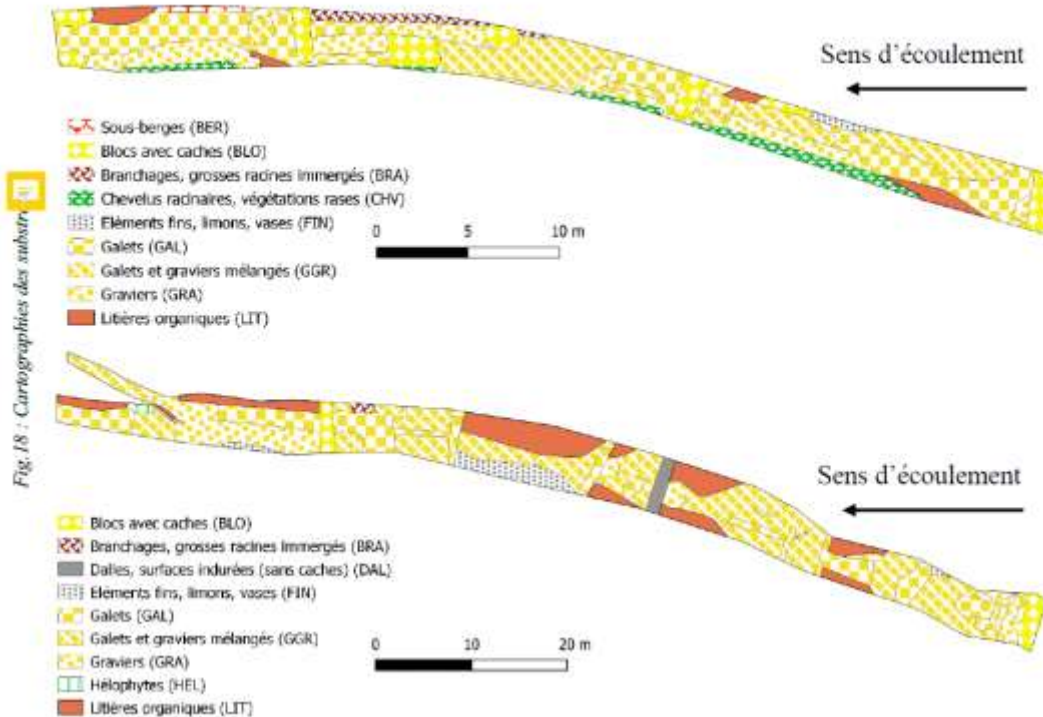 Sens d'écoulement
Sous-berges (BER)
Blocs avec caches (BLO)
Branchages, grosses racines immergés (BRA)
Chevelus racinaires, végétations rases (CHV)
Eléments fins, limons, vases (FIN)
Galets (GAL)
Galets et graviers mélangés (GGR)
Graviers (GRA)
Litières organiques (LIT)
0 5 10 m
Fig.18 : Cartographies des
Sens d'écoulement
Blocs avec caches (BLO)
Branchages, grosses racines immergés (BRA)
Dalles, surfaces indurées (sans caches) (DAL)
Eléments fins, limons, vases (FIN)
Galets (GAL)
Galets et graviers mélangés (GGR)
Graviers (GRA)
Hélophytes (HEL)
Litières organiques (LIT)
0 10 20 m